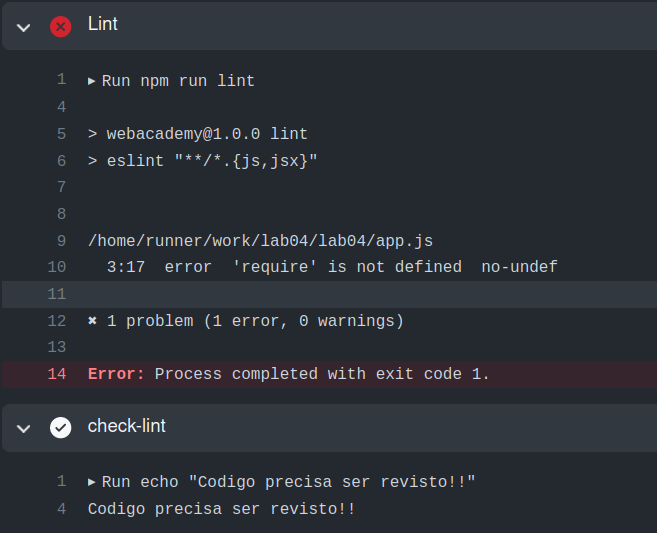 Lint
1 ▶ Run npm run lint
4
5 > webacademy@1.0.0 lint
6 > eslint "**/*.{js,jsx}"
7
8
9 /home/runner/work/lab04/lab04/app.js
10   3:17  error  'require' is not defined  no-undef
11
12 ✖ 1 problem (1 error, 0 warnings)
13
14 Error: Process completed with exit code 1.
check-lint
1 ▶ Run echo "Codigo precisa ser revisto!!"
4 Codigo precisa ser revisto!!